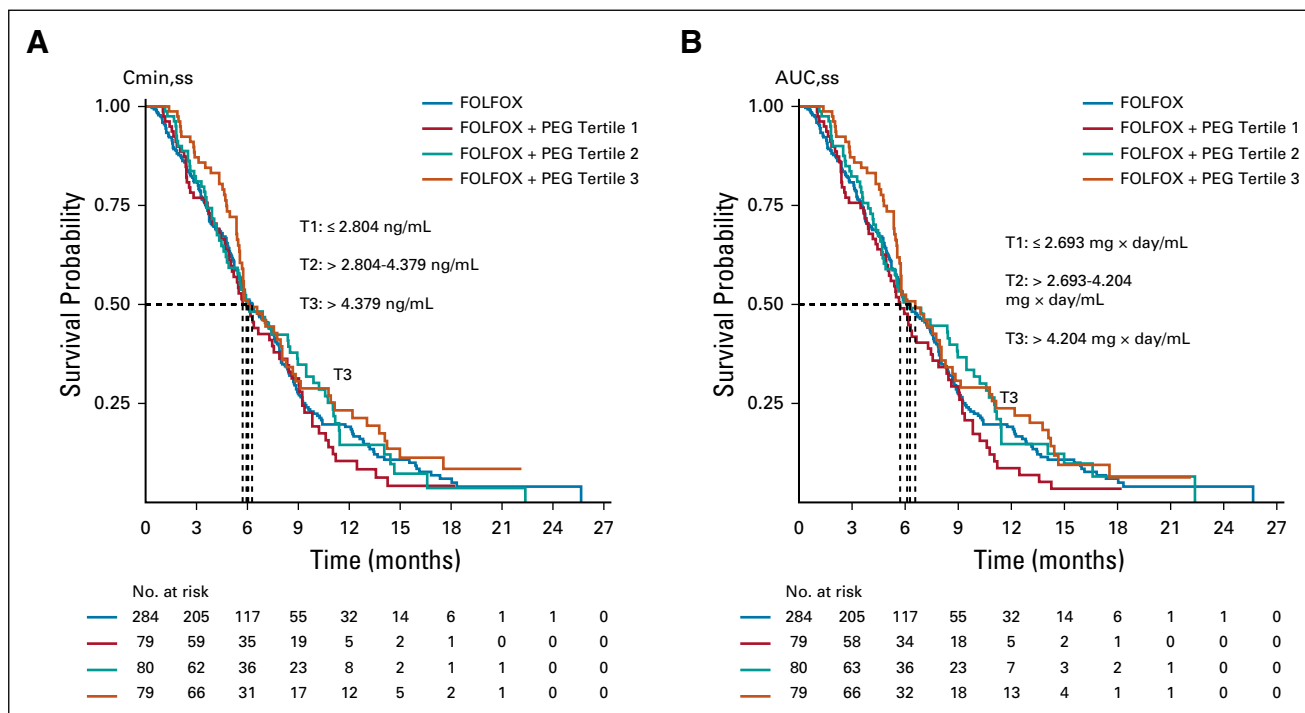 A
Cmin,ss
FOLFOX
FOLFOX + PEG Tertile 1
FOLFOX + PEG Tertile 2
FOLFOX + PEG Tertile 3
T1: ≤ 2.804 ng/mL
T2: > 2.804-4.379 ng/mL
T3: > 4.379 ng/mL
T3
Survival Probability
1.00
0.75
0.50
0.25
0 3 6 9 12 15 18 21 24 27
Time (months)
No. at risk
284 205 117 55 32 14 6 1 1 0
79 59 35 19 5 2 1 0 0 0
80 62 36 23 8 2 1 1 0 0
79 66 31 17 12 5 2 1 0 0
B
AUC,ss
FOLFOX
FOLFOX + PEG Tertile 1
FOLFOX + PEG Tertile 2
FOLFOX + PEG Tertile 3
T1: ≤ 2.693 mg × day/mL
T2: > 2.693-4.204
mg × day/mL
T3: > 4.204 mg × day/mL
T3
Survival Probability
1.00
0.75
0.50
0.25
0 3 6 9 12 15 18 21 24 27
Time (months)
No. at risk
284 205 117 55 32 14 6 1 1 0
79 58 34 18 5 2 1 0 0 0
80 63 36 23 7 3 2 1 0 0
79 66 32 18 13 4 1 1 0 0